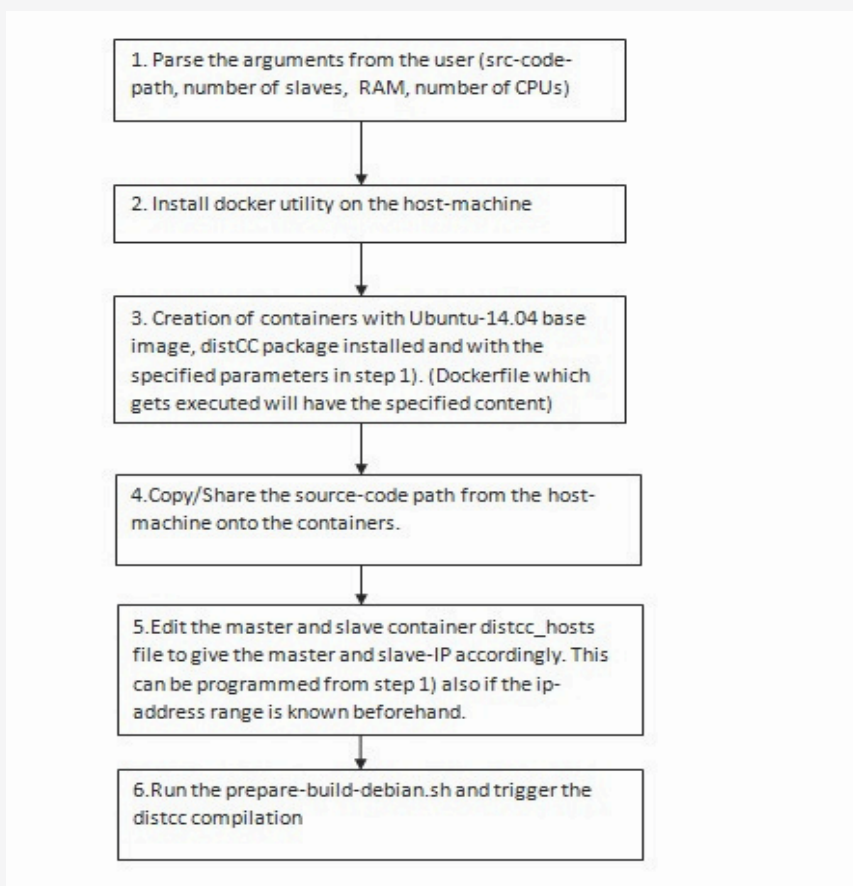 1. Parse the arguments from the user (src-code-
path, number of slaves, RAM, number of CPUs)
2. Install docker utility on the host-machine
3. Creation of containers with Ubuntu-14.04 base
image, distCC package installed and with the
specified parameters in step 1). (Dockerfile which
gets executed will have the specified content)
4.Copy/Share the source-code path from the host-
machine onto the containers.
5.Edit the master and slave container distcc_hosts
file to give the master and slave-IP accordingly. This
can be programmed from step 1) also if the ip-
address range is known beforehand.
6.Run the prepare-build-debian.sh and trigger the
distcc compilation